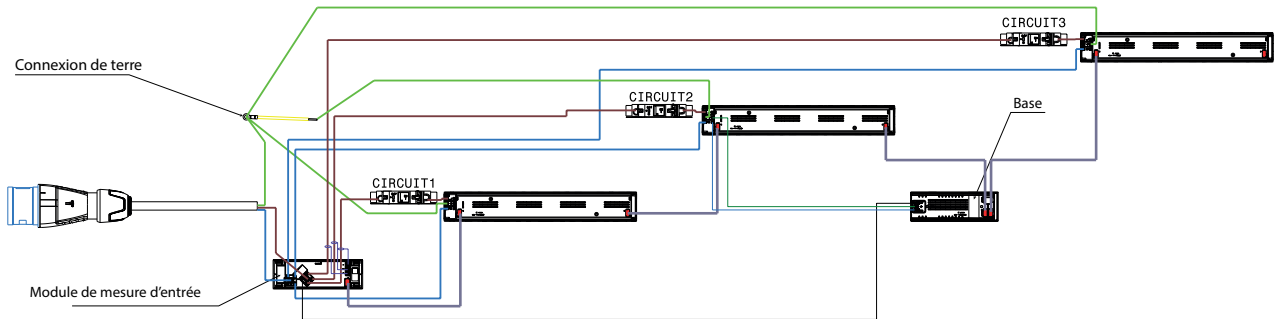 CIRCUIT3
Connexion de terre
CIRCUIT2
Base
CIRCUIT1
Module de mesure d'entrée